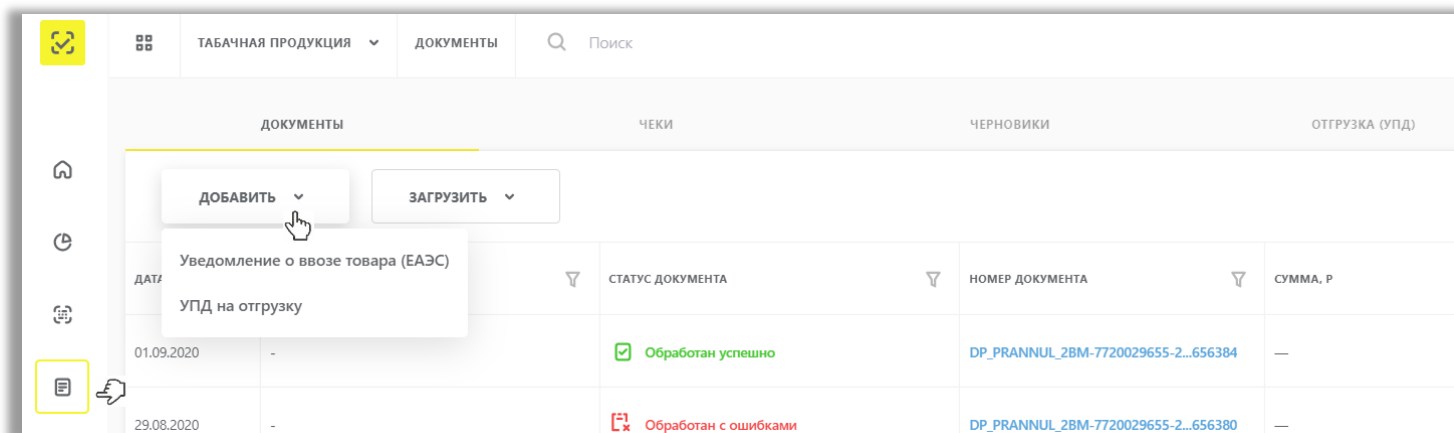 ТАБАЧНАЯ ПРОДУКЦИЯ ДОКУМЕНТЫ Поиск
ДОКУМЕНТЫ ЧЕКИ ЧЕРНОВИКИ ОТГРУЗКА (УПД)
ДОБАВИТЬ ЗАГРУЗИТЬ
Уведомление о ввозе товара (ЕАЭС)
УПД на отгрузку
ДАТА СТАТУС ДОКУМЕНТА НОМЕР ДОКУМЕНТА СУММА, Р
01.09.2020 - Обработан успешно DP_PRANNUL_2BM-7720029655-2...656384 —
29.08.2020 - Обработан с ошибками DP_PRANNUL_2BM-7720029655-2...656380 —